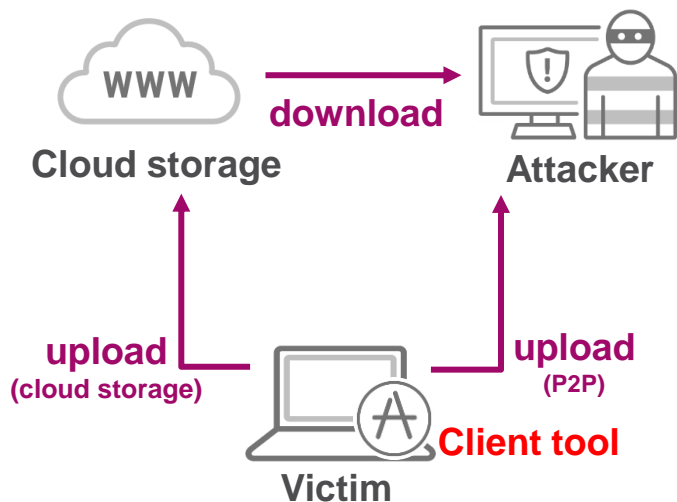 WWW
download
Cloud storage
Attacker
upload
(cloud storage)
upload
(P2P)
Client tool
Victim